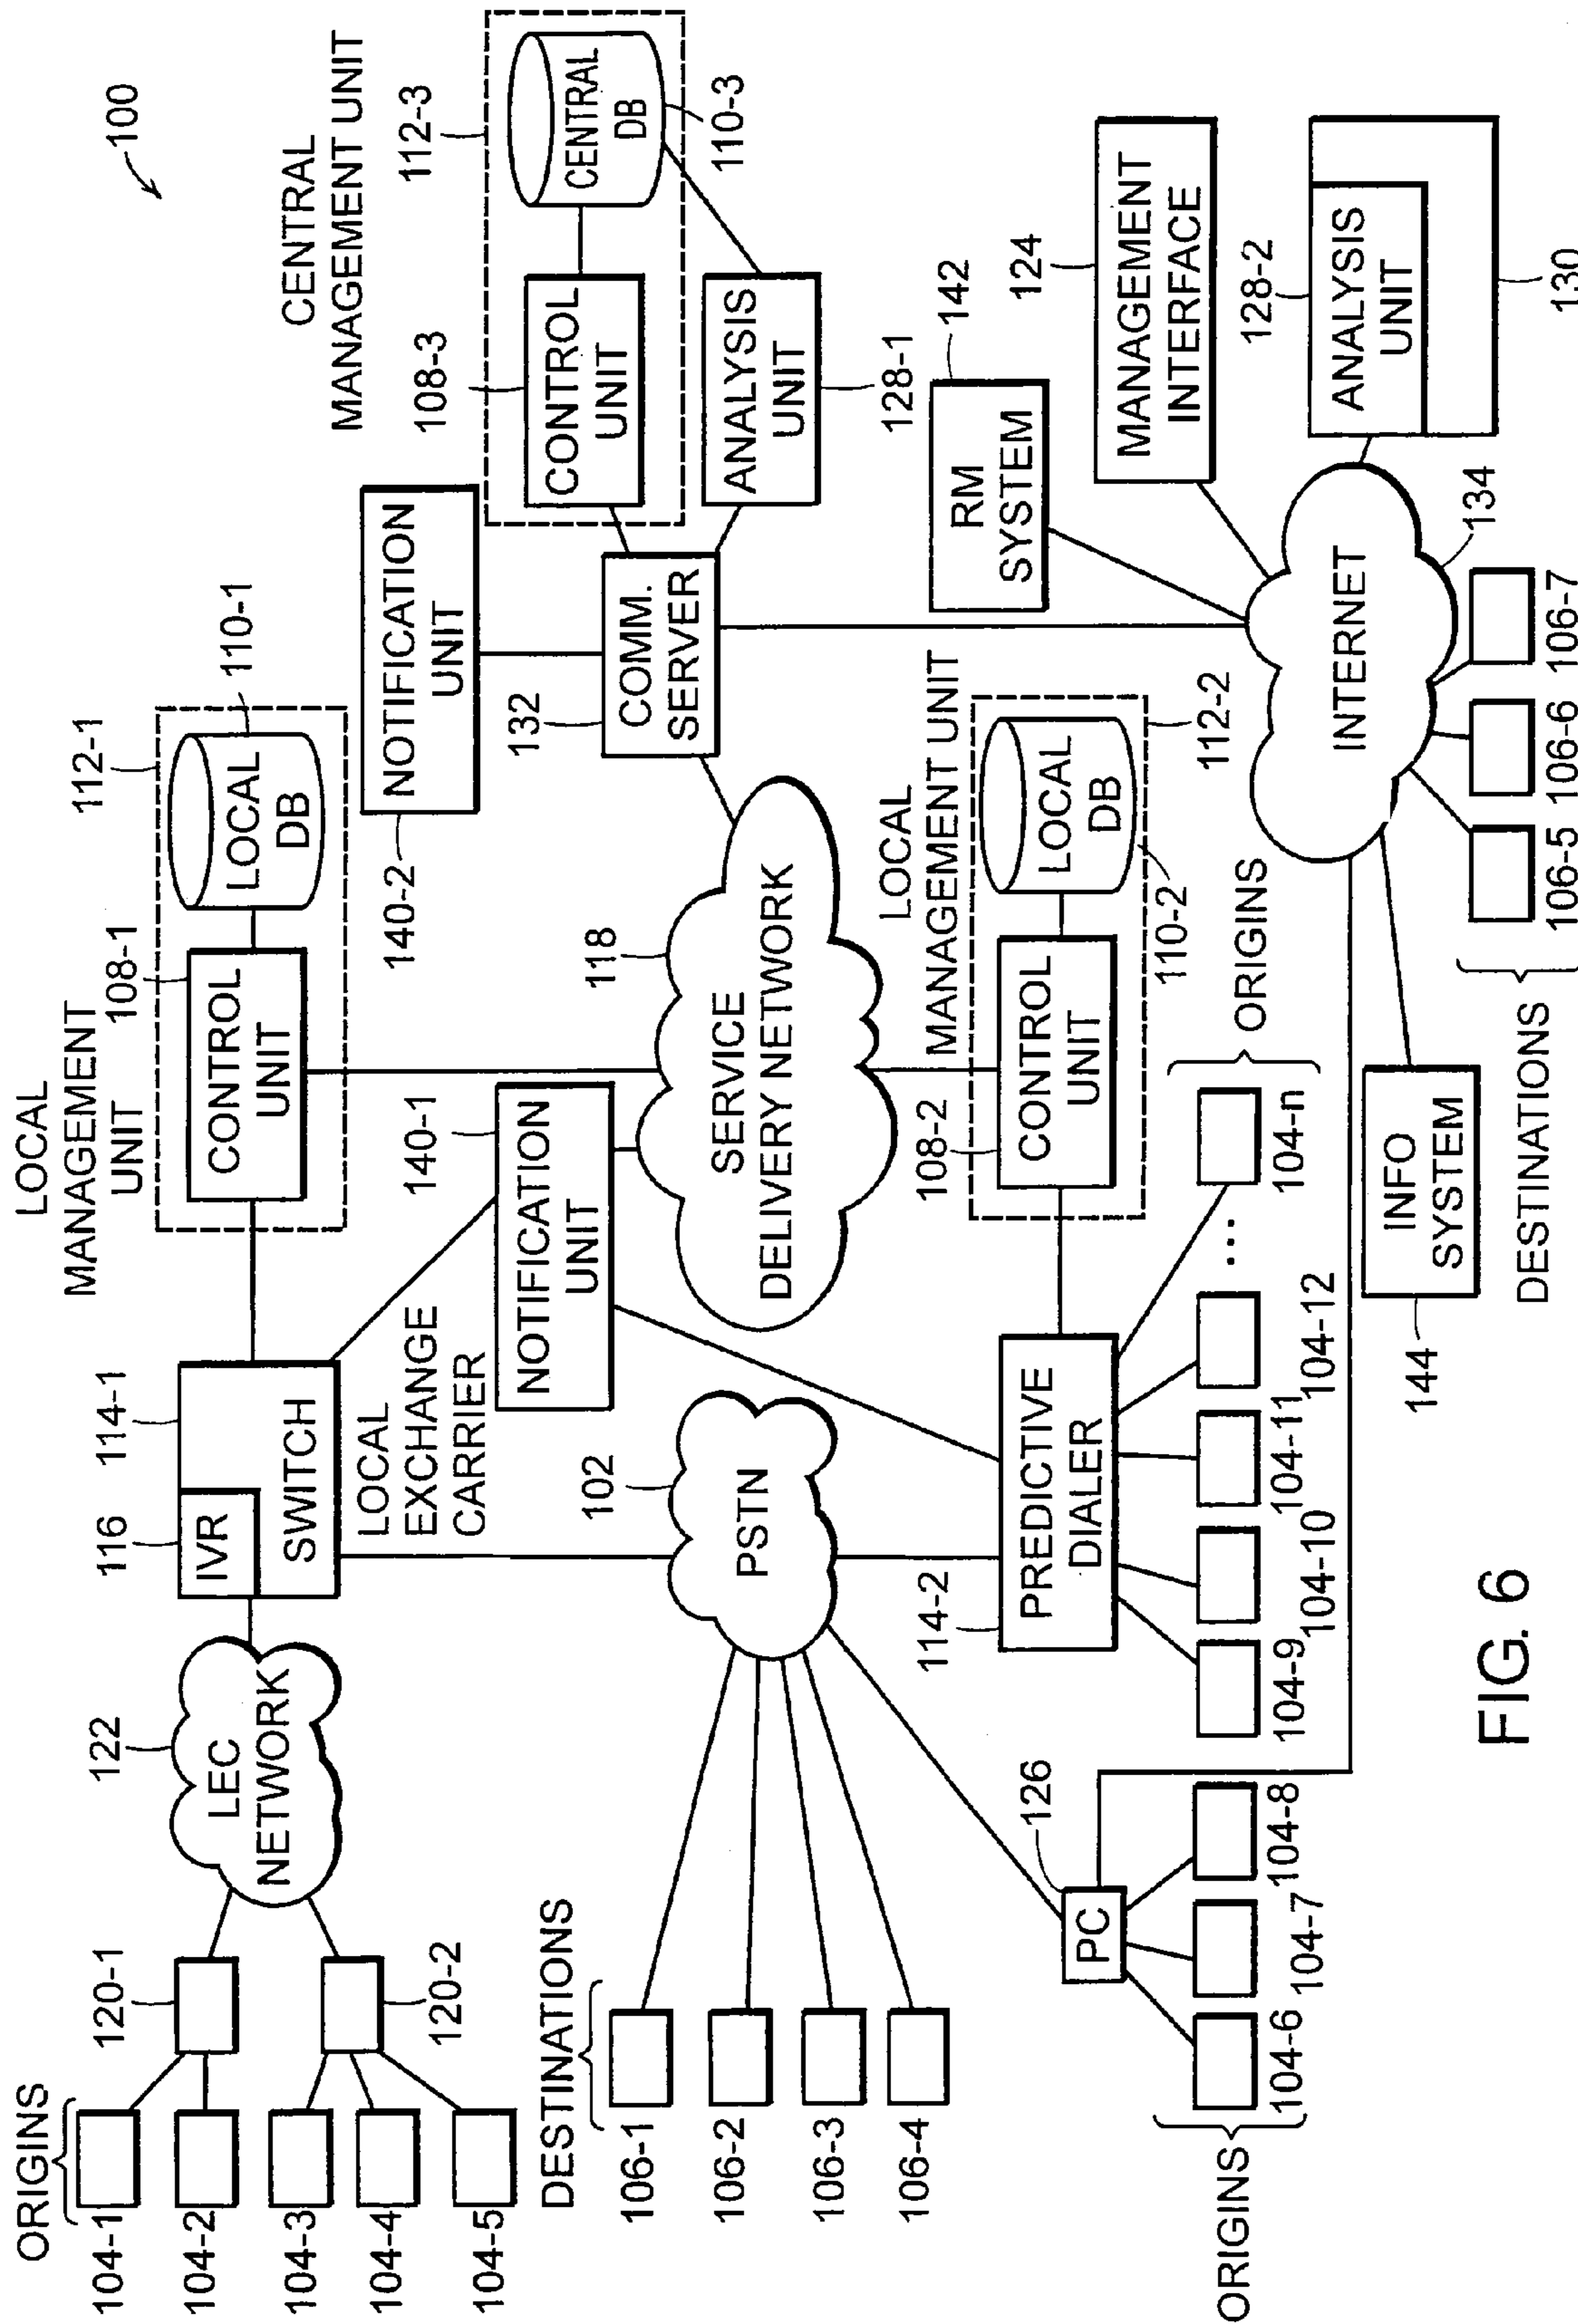 100
ORIGINS
104-1
104-2
104-3
104-4
104-5
120-1
120-2
122
LEC
NETWORK
116
IVR
SWITCH
114-1
LOCAL
EXCHANGE
CARRIER
LOCAL
MANAGEMENT
UNIT
108-1
CONTROL
UNIT
112-1
LOCAL
DB
110-1
140-1
NOTIFICATION
UNIT
140-2
NOTIFICATION
UNIT
CENTRAL
MANAGEMENT UNIT
112-3
108-3
CONTROL
UNIT
CENTRAL
DB
110-3
ANALYSIS
UNIT
128-1
132
COMM.
SERVER
118
SERVICE
DELIVERY NETWORK
DESTINATIONS
106-1
106-2
106-3
106-4
102
PSTN
114-2
PREDICTIVE
DIALER
LOCAL
MANAGEMENT UNIT
108-2
CONTROL
UNIT
LOCAL
DB
110-2
112-2
RM
SYSTEM
142
124
MANAGEMENT
INTERFACE
128-2
ANALYSIS
UNIT
130
INTERNET
134
126
PC
104-6
104-7
104-8
ORIGINS
104-9
104-10
104-11
104-12
...
104-n
ORIGINS
144
INFO
SYSTEM
106-5
106-6
106-7
DESTINATIONS
FIG. 6